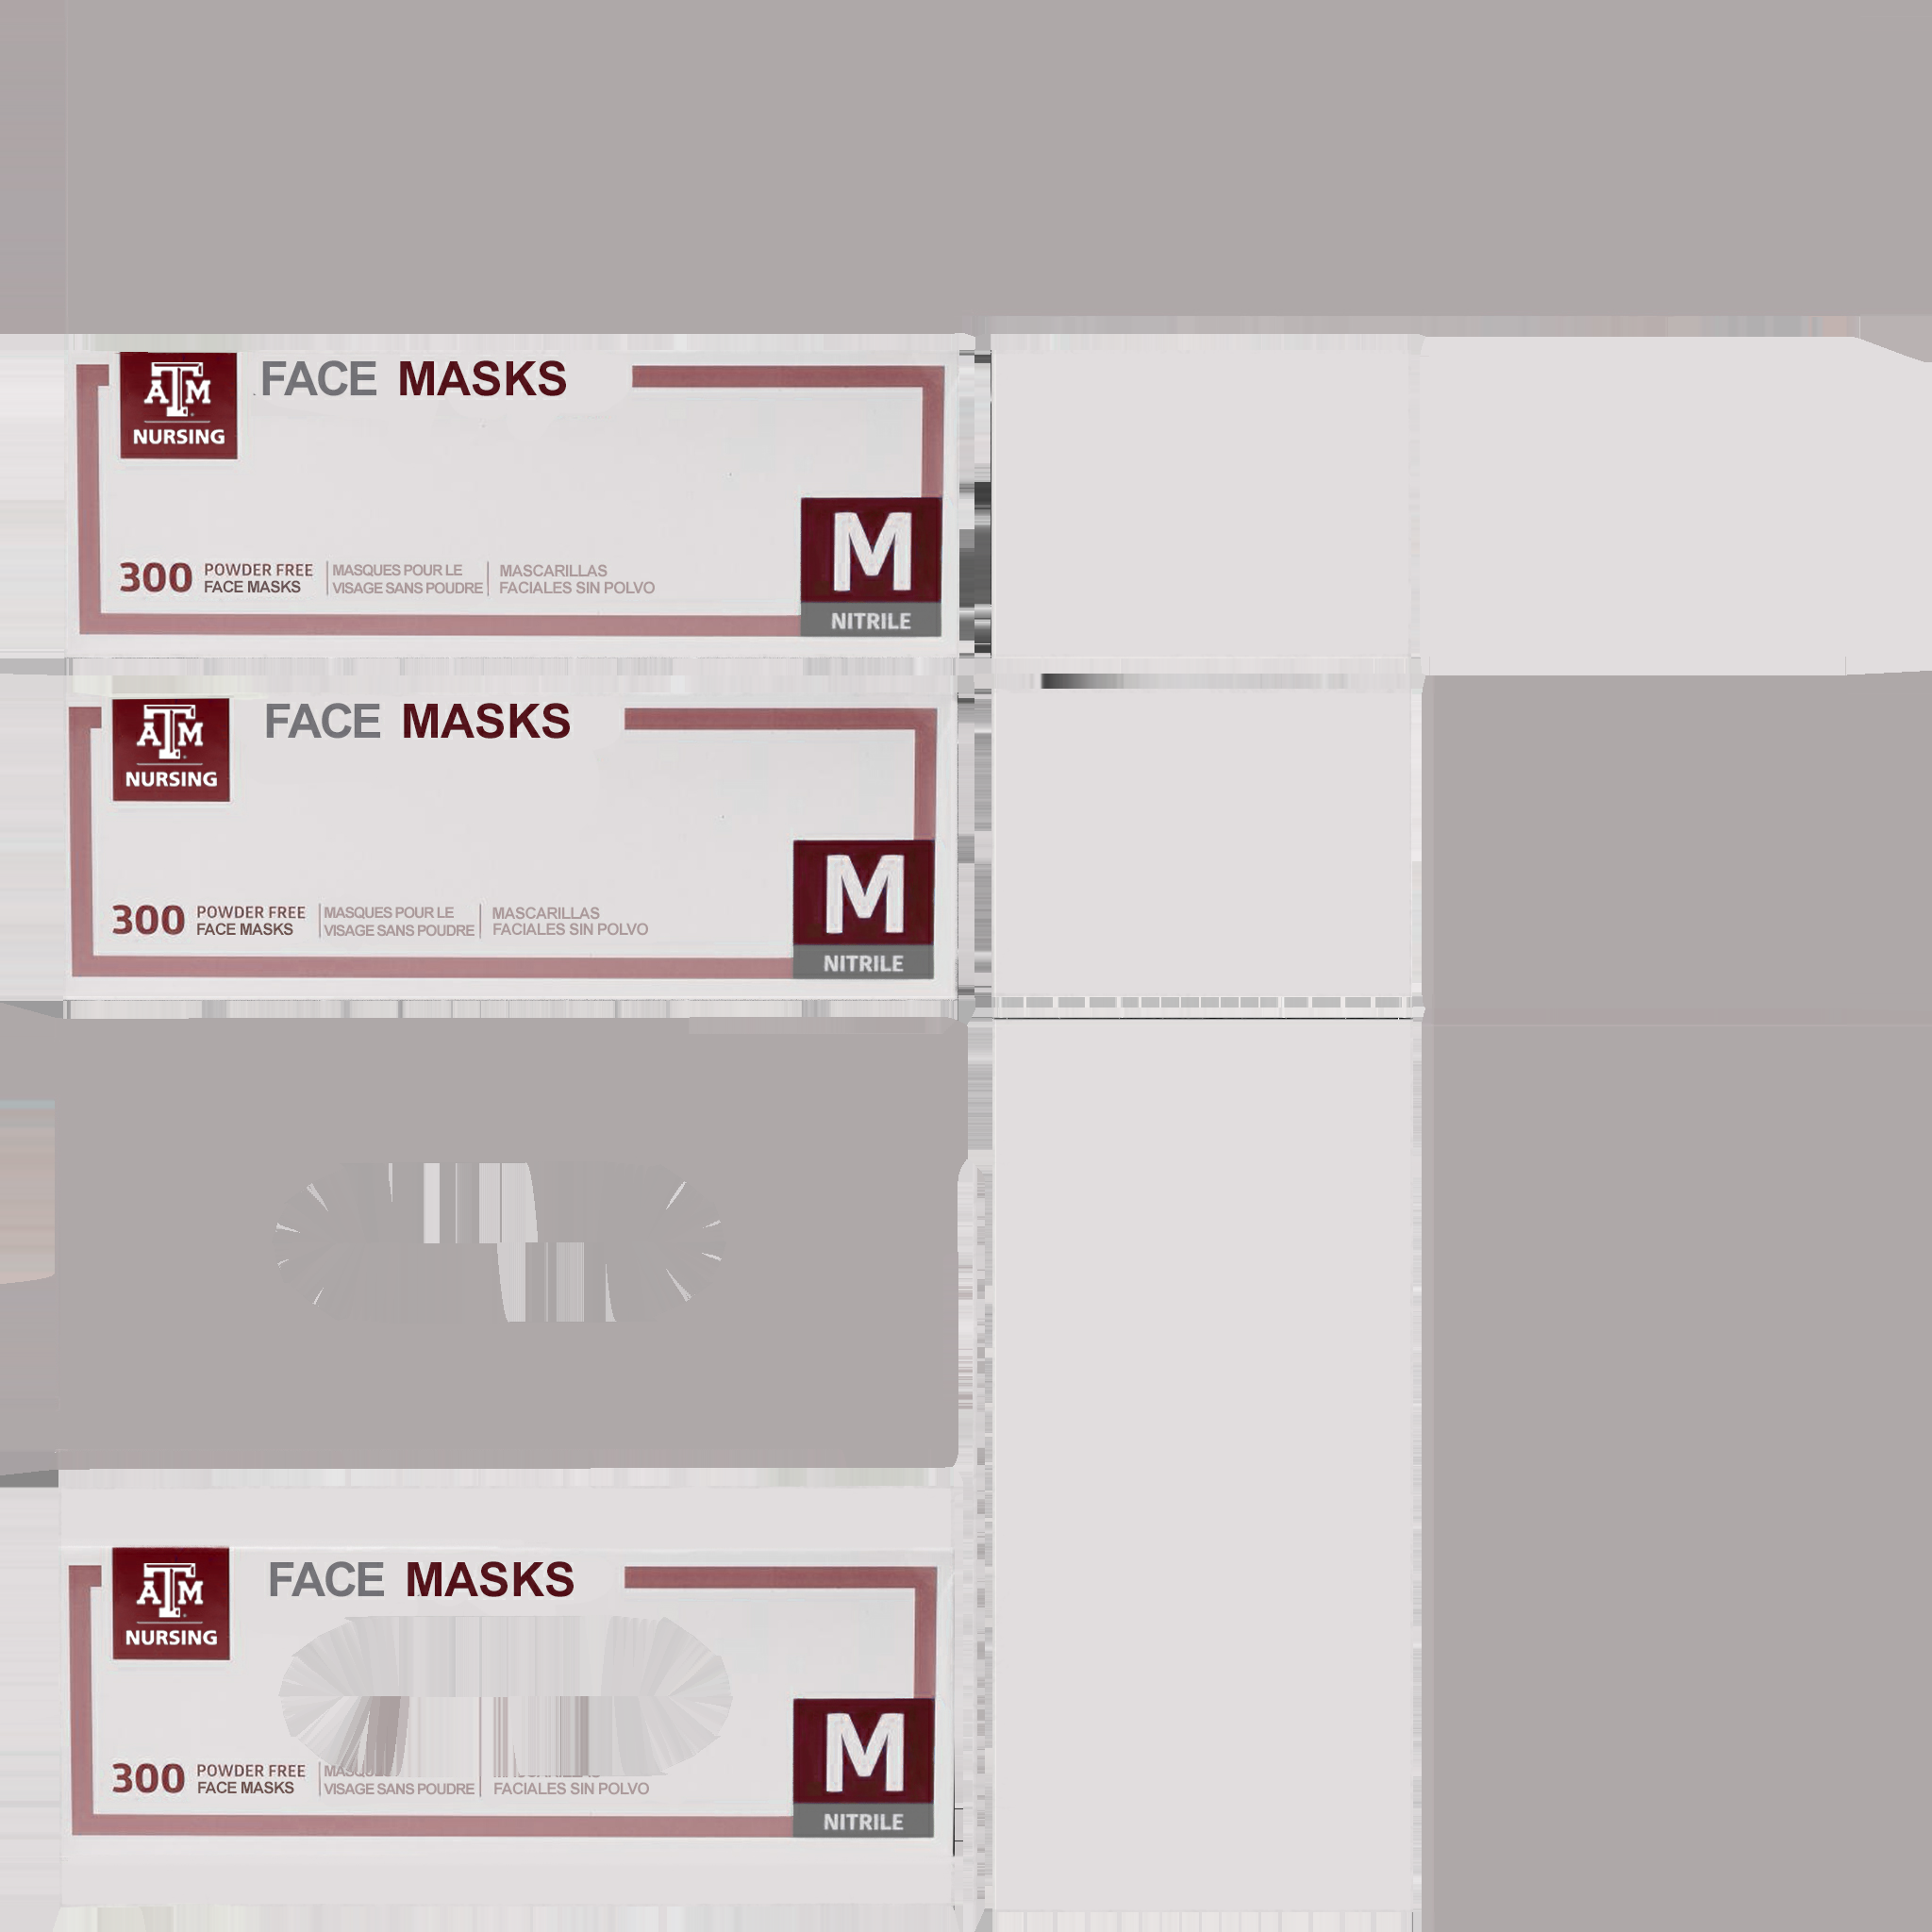 ATM
NURSING
FACE MASKS
300 POWDER FREE FACE MASKS
MASQUES POUR LE VISAGE SANS POUDRE
MASCARILLAS FACIALES SIN POLVO
M
NITRILE
ATM
NURSING
FACE MASKS
300 POWDER FREE FACE MASKS
MASQUES POUR LE VISAGE SANS POUDRE
MASCARILLAS FACIALES SIN POLVO
M
NITRILE
ATM
NURSING
FACE MASKS
300 POWDER FREE FACE MASKS
VISAGE SANS POUDRE
FACIALES SIN POLVO
M
NITRILE